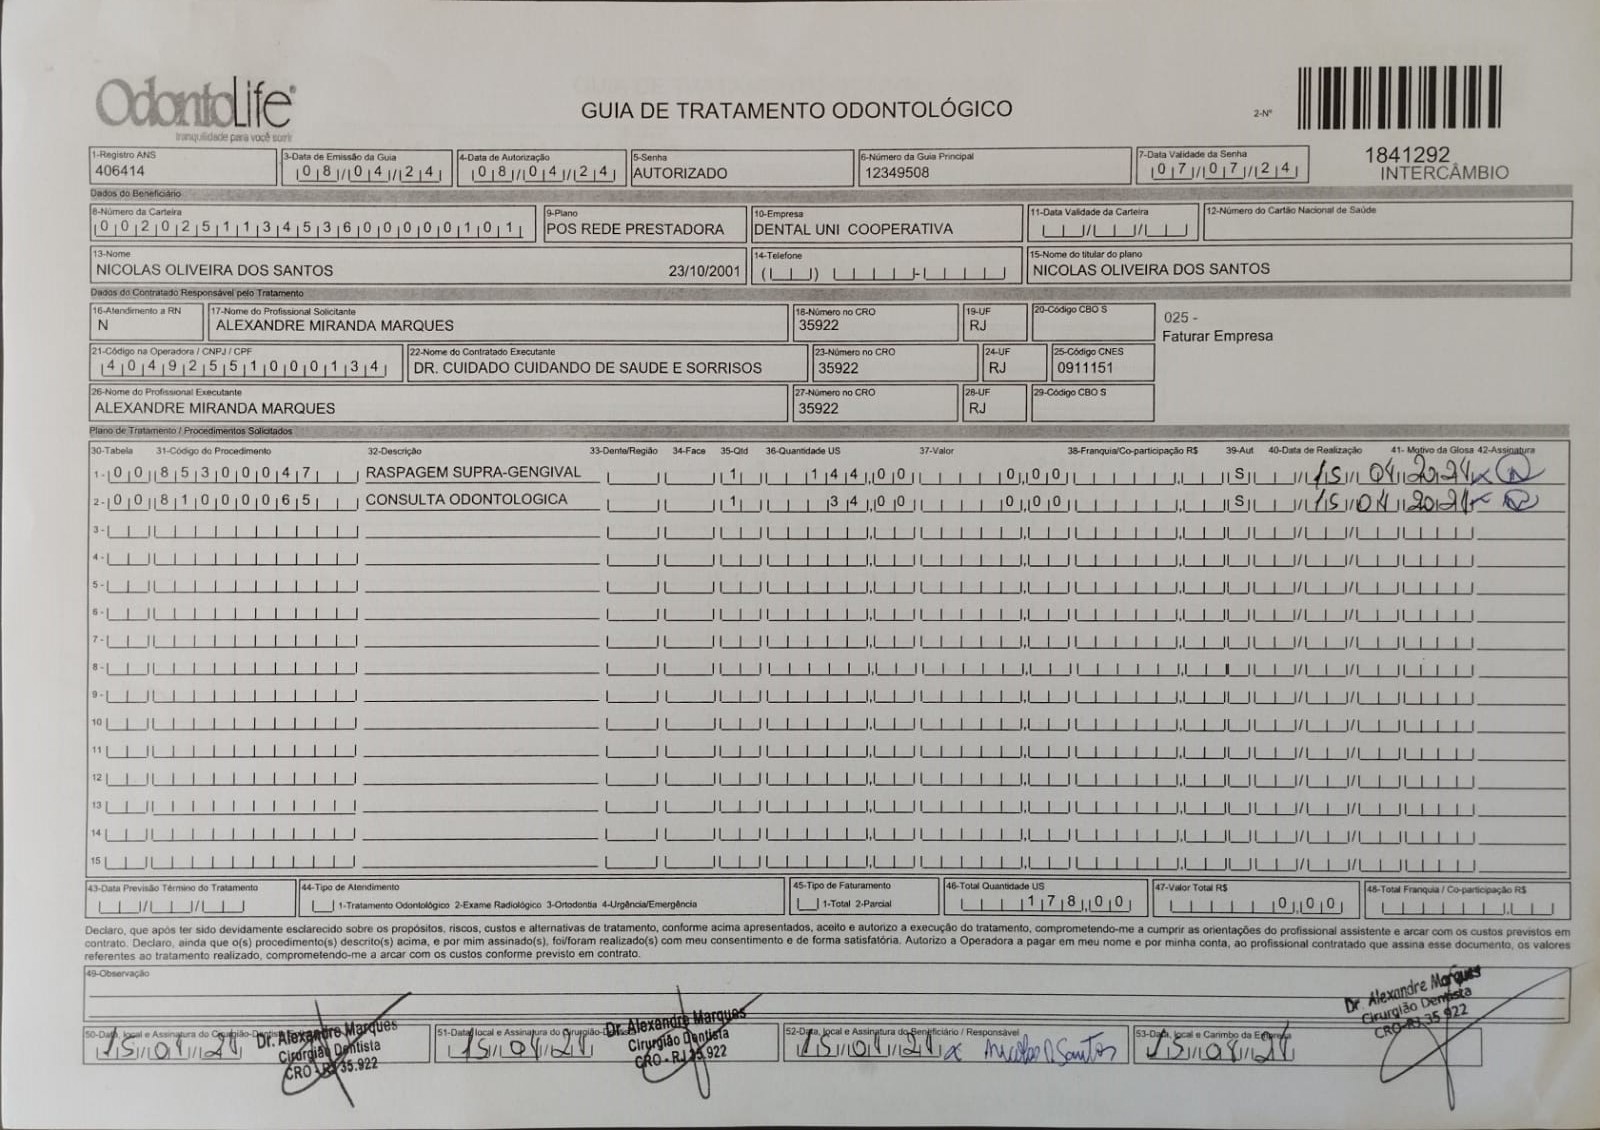 OdontoLife
tranquilidade para você sorrir
GUIA DE TRATAMENTO ODONTOLÓGICO
2-Nº
1841292
INTERCÂMBIO
1-Registro ANS
406414
3-Data de Emissão da Guia
08/04/24
4-Data de Autorização
08/04/24
5-Senha
AUTORIZADO
6-Número da Guia Principal
12349508
7-Data Validade da Senha
07/07/24
Dados do Beneficiário
8-Número da Carteira
00202511345360000101
9-Plano
POS REDE PRESTADORA
10-Empresa
DENTAL UNI COOPERATIVA
11-Data Validade da Carteira
12-Número do Cartão Nacional de Saúde
13-Nome
NICOLAS OLIVEIRA DOS SANTOS 23/10/2001
14-Telefone
15-Nome do titular do plano
NICOLAS OLIVEIRA DOS SANTOS
Dados do Contratado Responsável pelo Tratamento
16-Atendimento a RN
N
17-Nome do Profissional Solicitante
ALEXANDRE MIRANDA MARQUES
18-Número no CRO
35922
19-UF
RJ
20-Código CBO S
025 -
Faturar Empresa
21-Código na Operadora / CNPJ / CPF
40492551000134
22-Nome do Contratado Executante
DR. CUIDADO CUIDANDO DE SAUDE E SORRISOS
23-Número no CRO
35922
24-UF
RJ
25-Código CNES
0911151
26-Nome do Profissional Executante
ALEXANDRE MIRANDA MARQUES
27-Número no CRO
35922
28-UF
RJ
29-Código CBO S
Plano de Tratamento / Procedimentos Solicitados
30-Tabela 31-Código do Procedimento 32-Descrição 33-Dente/Região 34-Face 35-Qtd 36-Quantidade US 37-Valor 38-Franquia/Co-participação R$ 39-Aut 40-Data de Realização 41- Motivo da Glosa 42-Assinatura
1- 00 85300047 RASPAGEM SUPRA-GENGIVAL 1 144,00 0,00 S 15/04/2024
2- 00 81000065 CONSULTA ODONTOLOGICA 1 34,00 0,00 S 15/04/2024
3-
4-
5-
6-
7-
8-
9-
10
11
12
13
14
15
43-Data Previsão Término do Tratamento
44-Tipo de Atendimento
1-Tratamento Odontológico 2-Exame Radiológico 3-Ortodontia 4-Urgência/Emergência
45-Tipo de Faturamento
1-Total 2-Parcial
46-Total Quantidade US
178,00
47-Valor Total R$
0,00
48-Total Franquia / Co-participação R$
Declaro, que após ter sido devidamente esclarecido sobre os propósitos, riscos, custos e alternativas de tratamento, conforme acima apresentados, aceito e autorizo a execução do tratamento, comprometendo-me a cumprir as orientações do profissional assistente e arcar com os custos previstos em
contrato. Declaro, ainda que o(s) procedimento(s) descrito(s) acima, e por mim assinado(s), foi/foram realizado(s) com meu consentimento e de forma satisfatória. Autorizo a Operadora a pagar em meu nome e por minha conta, ao profissional contratado que assina esse documento, os valores
referentes ao tratamento realizado, comprometendo-me a arcar com os custos conforme previsto em contrato.
49-Observação
50-Data, local e Assinatura do Cirurgião-Dentista
15/04/24
Dr. Alexandre Marques
Cirurgião Dentista
CRO - RJ 35.922
51-Data, local e Assinatura do Cirurgião-Dentista
15/04/24
Dr. Alexandre Marques
Cirurgião Dentista
CRO - RJ 35.922
52-Data, local e Assinatura do Beneficiário / Responsável
15/04/24 x Nicolas O Santos
53-Data, local e Carimbo da Empresa
15/04/24
Dr. Alexandre Marques
Cirurgião Dentista
CRO-RJ 35.922